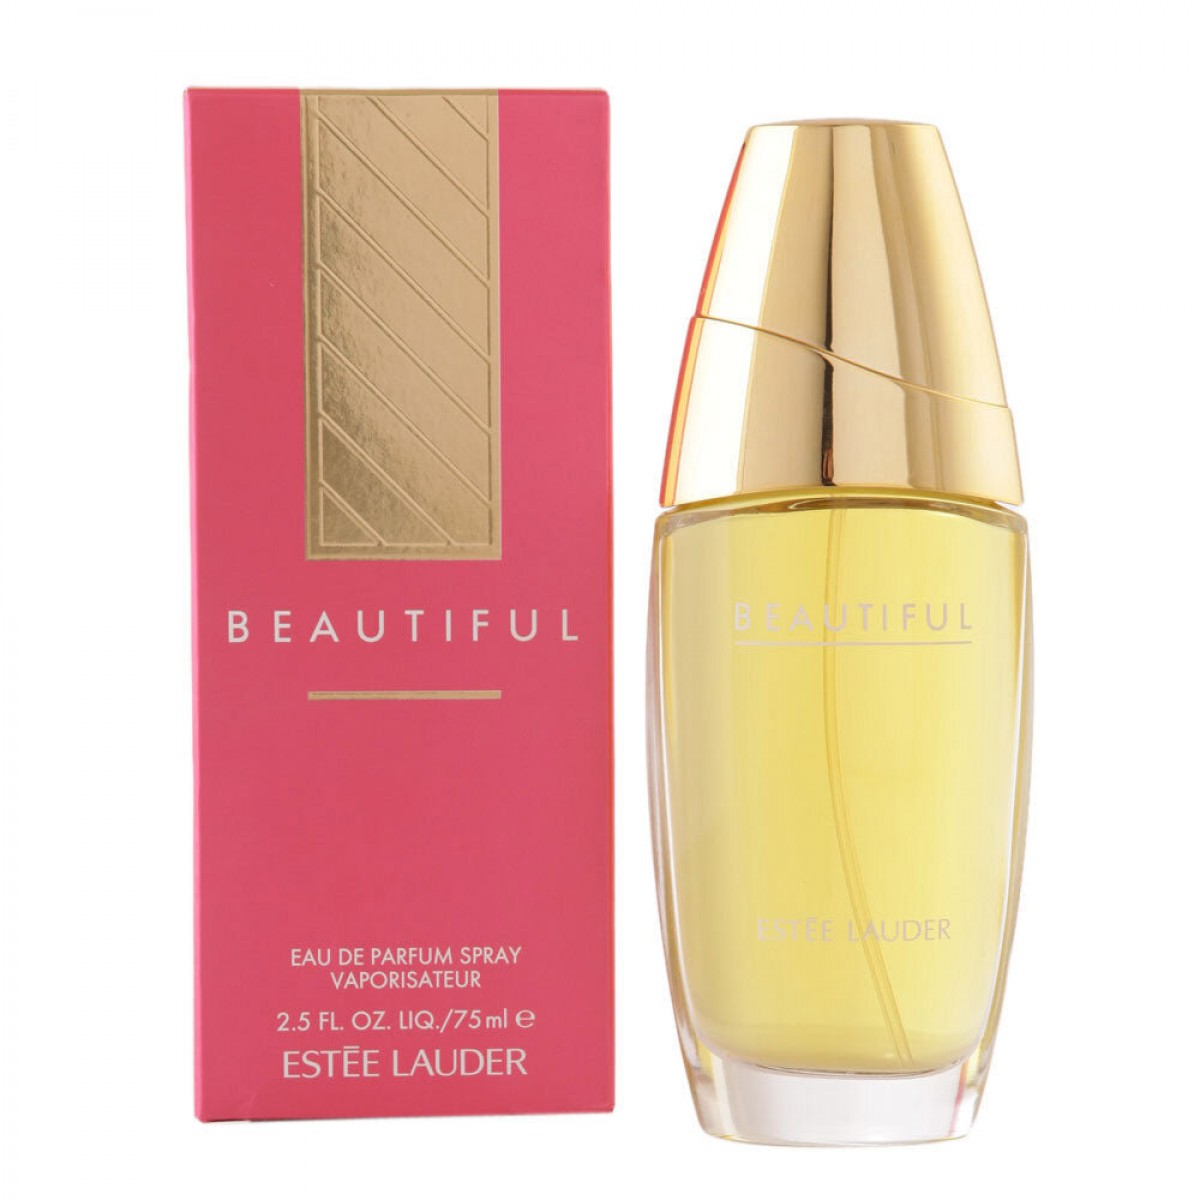 BEAUTIFUL
EAU DE PARFUM SPRAY
VAPORISATEUR
2.5 FL. OZ. LIQ./75 ml ℮
ESTĒE LAUDER
BEAUTIFUL
ESTĒE LAUDER